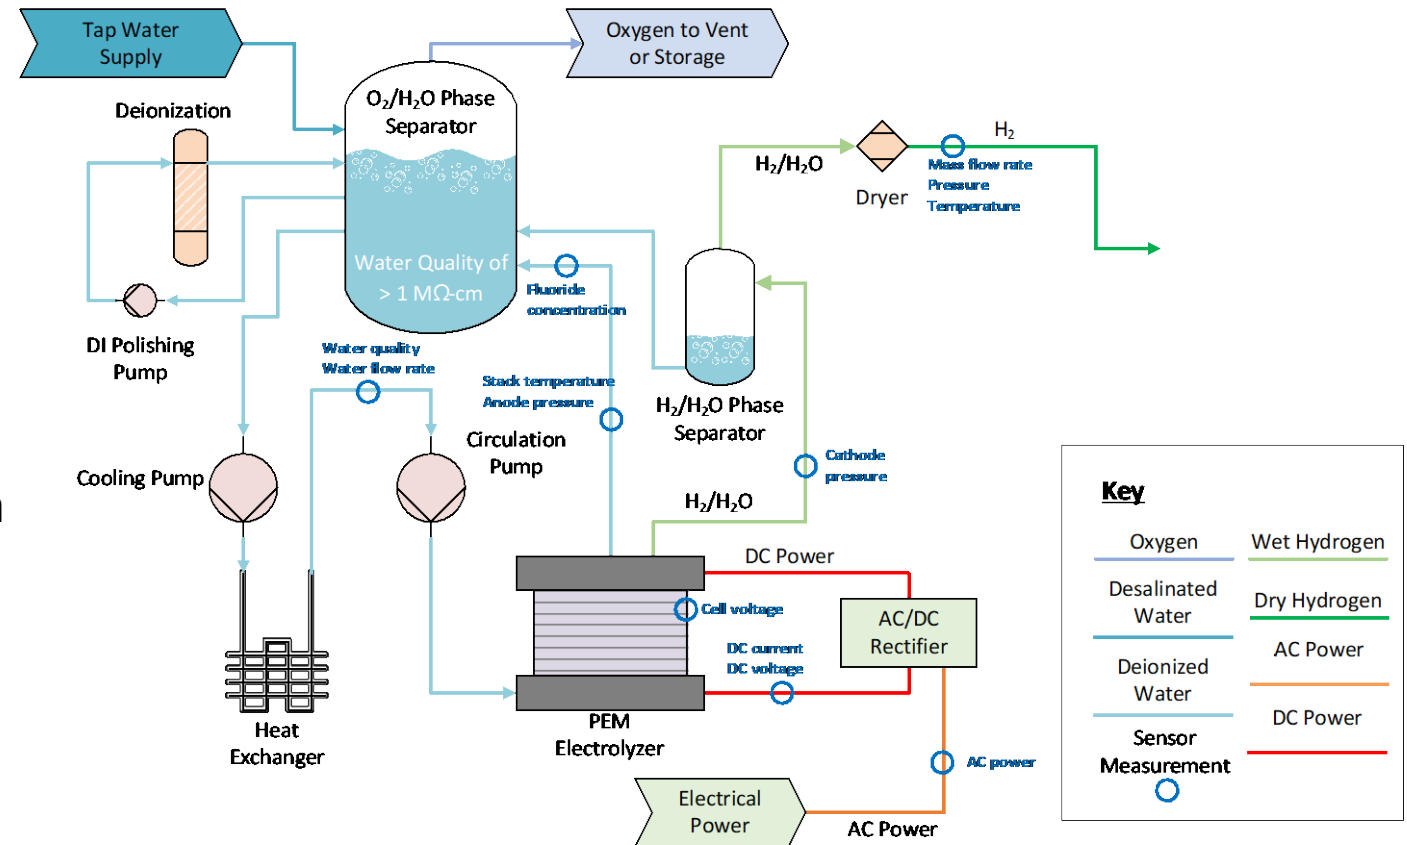 Tap Water
Supply
Oxygen to Vent
or Storage
Deionization
O₂/H₂O Phase
Separator
H₂
H₂/H₂O
Mass flow rate
Pressure
Temperature
Dryer
Water Quality of
> 1 MΩ-cm
Fluoride
concentration
DI Polishing
Pump
Water quality
Water flow rate
Stack temperature
Anode pressure
H₂/H₂O Phase
Separator
Circulation
Pump
Cooling Pump
Cathode
pressure
H₂/H₂O
DC Power
Cell voltage
AC/DC
Rectifier
DC current
DC voltage
PEM
Electrolyzer
Heat
Exchanger
AC power
Electrical
Power
AC Power
Key
Oxygen
Wet Hydrogen
Desalinated
Water
Dry Hydrogen
Deionized
Water
AC Power
DC Power
Sensor
Measurement